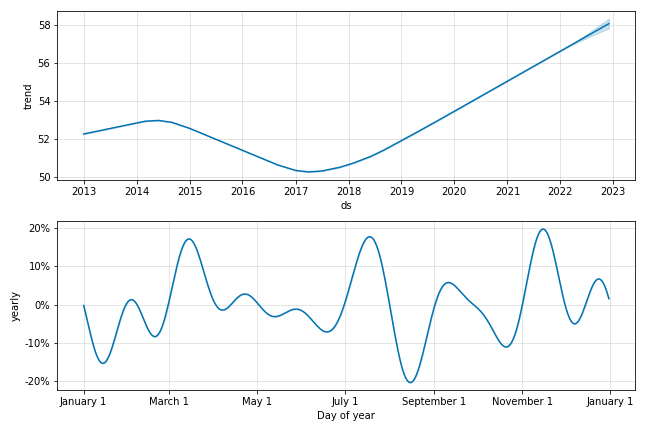 58
56
54
52
50
trend
2013 2014 2015 2016 2017 2018 2019 2020 2021 2022 2023
ds
20%
10%
0%
-10%
-20%
yearly
January 1 March 1 May 1 July 1 September 1 November 1 January 1
Day of year